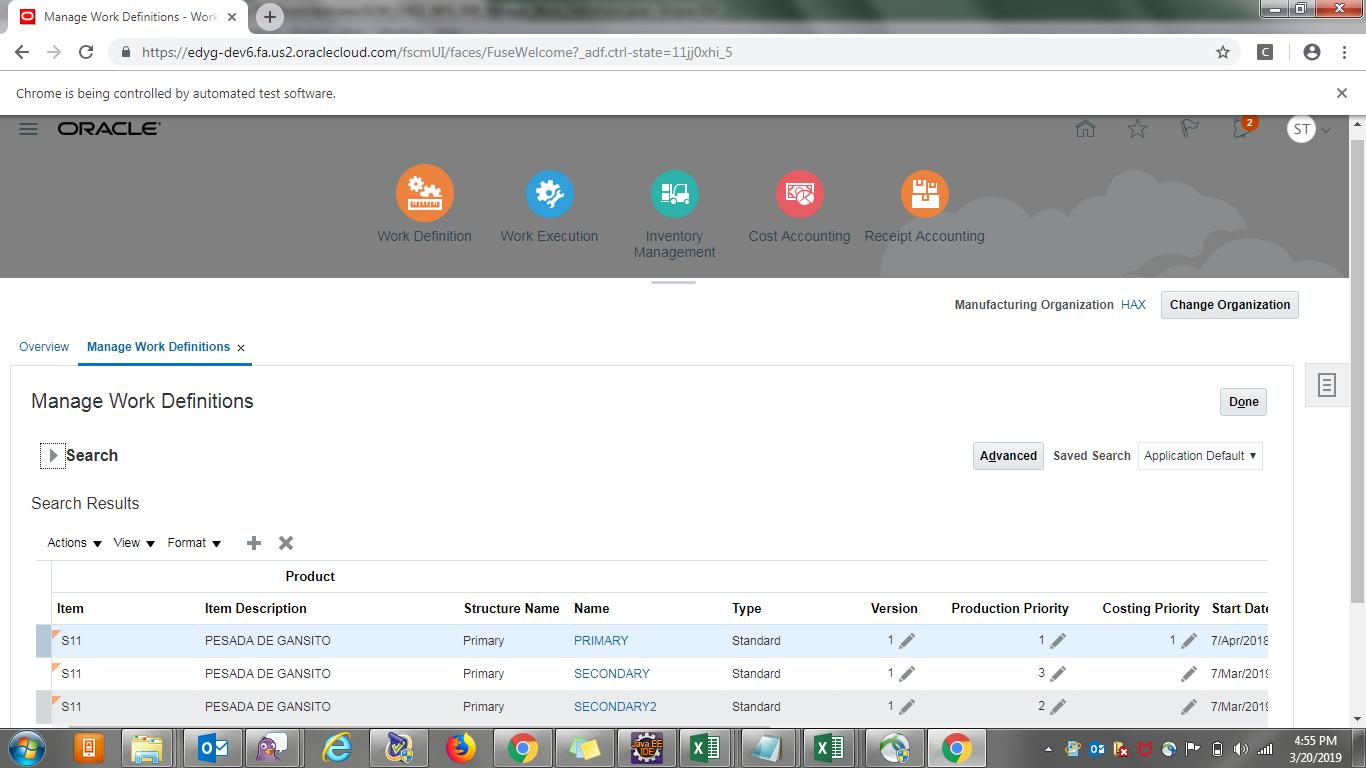 Manage Work Definitions - Work
https://edyg-dev6.fa.us2.oraclecloud.com/fscmUI/faces/FuseWelcome?_adf.ctrl-state=11jj0xhi_5
C
Chrome is being controlled by automated test software.
ORACLE
2
ST
Work Definition
Work Execution
Inventory Management
Cost Accounting
Receipt Accounting
Manufacturing Organization HAX Change Organization
Overview Manage Work Definitions
Manage Work Definitions
Done
Search
Advanced Saved Search Application Default
Search Results
Actions View Format
Product
Item Item Description Structure Name Name Type Version Production Priority Costing Priority Start Date
S11 PESADA DE GANSITO Primary PRIMARY Standard 1 1 1 7/Apr/2018
S11 PESADA DE GANSITO Primary SECONDARY Standard 1 3 7/Mar/2019
S11 PESADA DE GANSITO Primary SECONDARY2 Standard 1 2 7/Mar/2019
Java EE
IDE
4:55 PM
3/20/2019